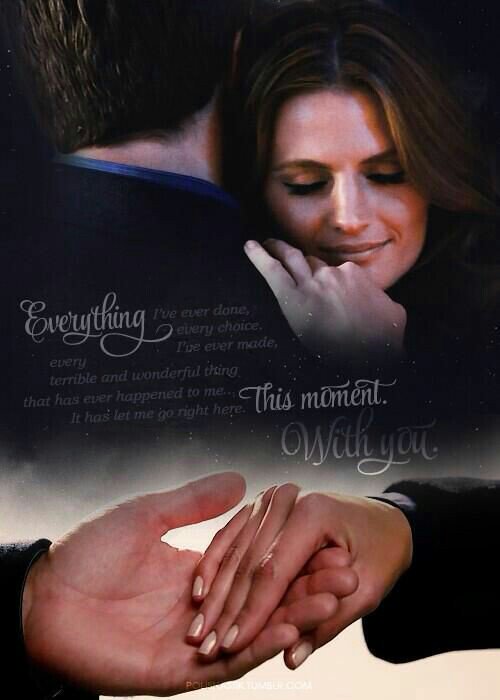 Everything I've ever done,
every choice.
I've ever made,
every
terrible and wonderful thing
that has ever happened to me..,
It has let me go right here. This moment.
With you.